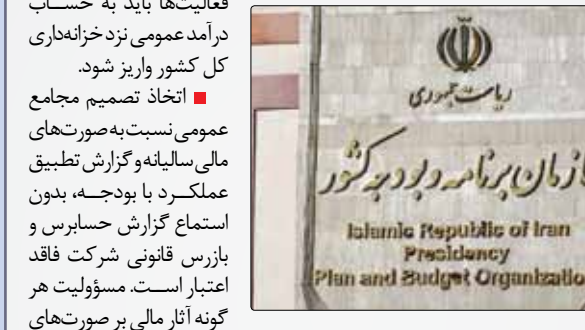 فعالیت‌ها باید به حساب
درآمد عمومی نزد خزانه‌داری
کل کشور واریز شود.
■ اتخاذ تصمیم مجامع
عمومی نسبت به صورت‌های
مالی سالیانه و گزارش تطبیق
عملکرد با بودجه، بدون
استماع گزارش حسابرس و
بازرس قانونی شرکت فاقد
اعتبار است. مسؤولیت هر
گونه آثار مالی بر صورت‌های
ریاست جمهوری
ازمان برنامه و بودجه کشور
Islamic Republic of Iran
Presidency
Plan and Budget Organizatio